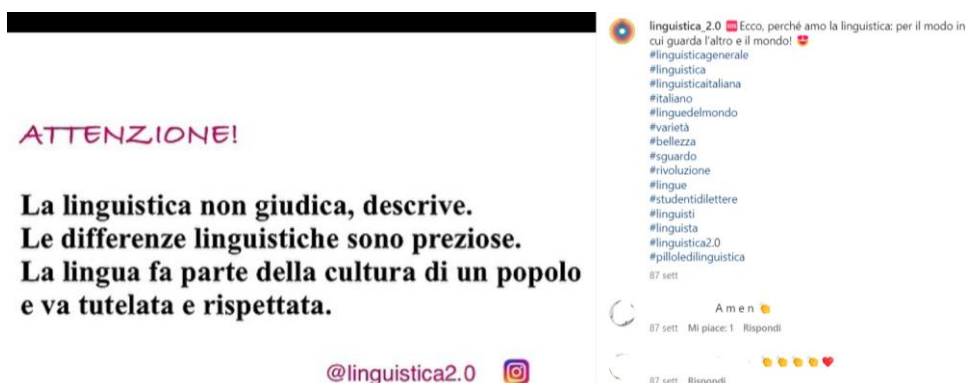 ATTENZIONE!
La linguistica non giudica, descrive.
Le differenze linguistiche sono preziose.
La lingua fa parte della cultura di un popolo
e va tutelata e rispettata.
@linguistica2.0
linguistica_2.0 🆘 Ecco, perché amo la linguistica: per il modo in
cui guarda l'altro e il mondo! 😍
#linguisticagenerale
#linguistica
#linguisticaitaliana
#italiano
#linguedelmondo
#varietà
#bellezza
#sguardo
#rivoluzione
#lingue
#studentidilettere
#linguisti
#linguista
#linguistica2.0
#pilloledilinguistica
87 sett
Amen 👏
87 sett Mi piace: 1 Rispondi
👏👏👏👏❤️
87 sett Rispondi